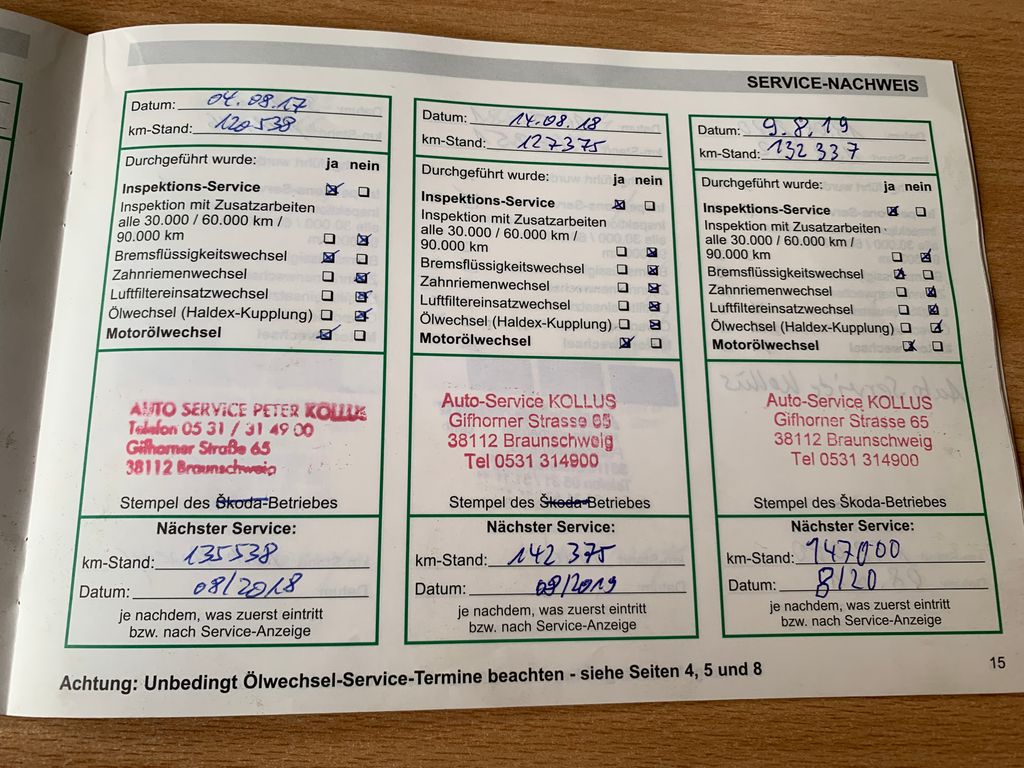 SERVICE-NACHWEIS
Datum: 04.08.17
km-Stand: 120538
Durchgeführt wurde: ja nein
Inspektions-Service
Inspektion mit Zusatzarbeiten
alle 30.000 / 60.000 km /
90.000 km
Bremsflüssigkeitswechsel
Zahnriemenwechsel
Luftfiltereinsatzwechsel
Ölwechsel (Haldex-Kupplung)
Motorölwechsel
AUTO SERVICE PETER KOLLUS
Telefon 05 31 / 31 49 00
Gifhorner Straße 65
38112 Braunschweig
Stempel des Škoda-Betriebes
Nächster Service:
km-Stand: 135538
Datum: 08/2018
je nachdem, was zuerst eintritt
bzw. nach Service-Anzeige
Datum: 14.08.18
km-Stand: 127375
Durchgeführt wurde: ja nein
Inspektions-Service
Inspektion mit Zusatzarbeiten
alle 30.000 / 60.000 km /
90.000 km
Bremsflüssigkeitswechsel
Zahnriemenwechsel
Luftfiltereinsatzwechsel
Ölwechsel (Haldex-Kupplung)
Motorölwechsel
Auto-Service KOLLUS
Gifhorner Strasse 65
38112 Braunschweig
Tel 0531 314900
Stempel des Škoda-Betriebes
Nächster Service:
km-Stand: 142 375
Datum: 08/2019
je nachdem, was zuerst eintritt
bzw. nach Service-Anzeige
Datum: 9.8.19
km-Stand: 132 337
Durchgeführt wurde: ja nein
Inspektions-Service
Inspektion mit Zusatzarbeiten
alle 30.000 / 60.000 km /
90.000 km
Bremsflüssigkeitswechsel
Zahnriemenwechsel
Luftfiltereinsatzwechsel
Ölwechsel (Haldex-Kupplung)
Motorölwechsel
Auto-Service KOLLUS
Gifhorner Strasse 65
38112 Braunschweig
Tel 0531 314900
Stempel des Škoda-Betriebes
Nächster Service:
km-Stand: 147000
Datum: 8/20
je nachdem, was zuerst eintritt
bzw. nach Service-Anzeige
Achtung: Unbedingt Ölwechsel-Service-Termine beachten - siehe Seiten 4, 5 und 8
15